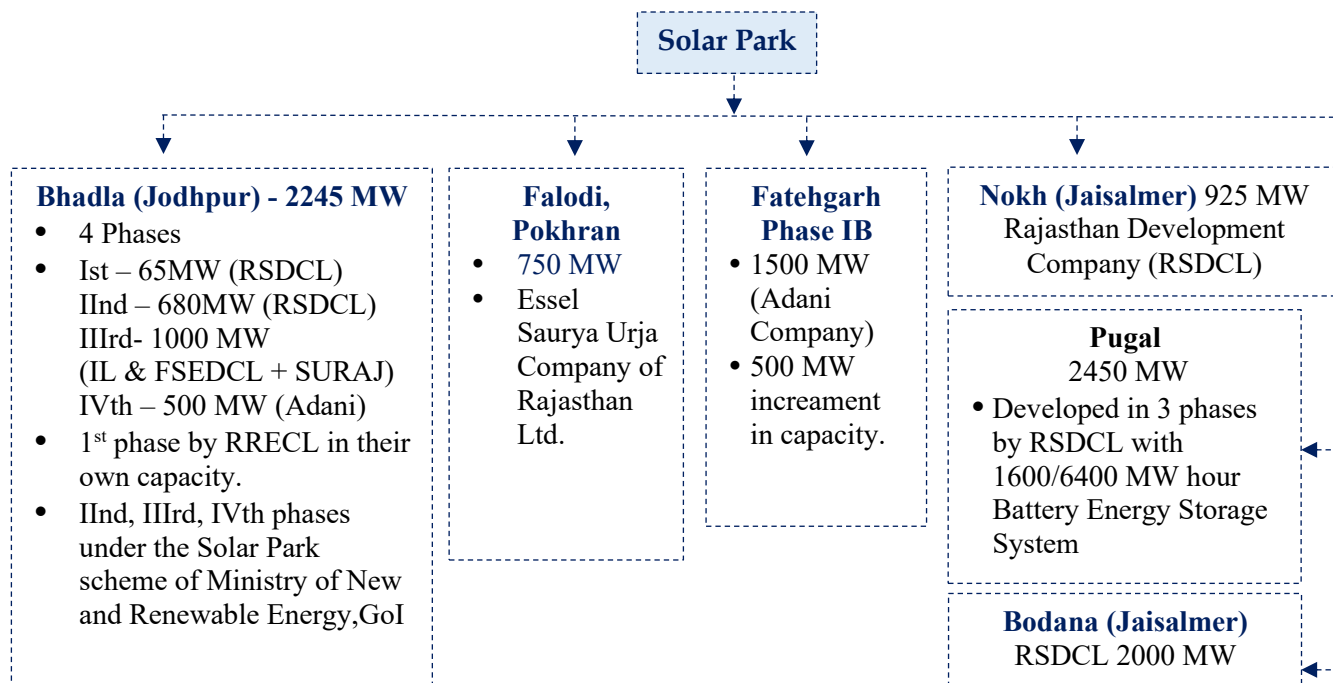 Solar Park
Bhadla (Jodhpur) - 2245 MW
• 4 Phases
• Ist – 65MW (RSDCL)
IInd – 680MW (RSDCL)
IIIrd- 1000 MW
(IL & FSEDCL + SURAJ)
IVth – 500 MW (Adani)
• 1st phase by RRECL in their
own capacity.
• IInd, IIIrd, IVth phases
under the Solar Park
scheme of Ministry of New
and Renewable Energy,GoI
Falodi,
Pokhran
• 750 MW
• Essel
Saurya Urja
Company of
Rajasthan
Ltd.
Fatehgarh
Phase IB
• 1500 MW
(Adani
Company)
• 500 MW
increament
in capacity.
Nokh (Jaisalmer) 925 MW
Rajasthan Development
Company (RSDCL)
Pugal
2450 MW
• Developed in 3 phases
by RSDCL with
1600/6400 MW hour
Battery Energy Storage
System
Bodana (Jaisalmer)
RSDCL 2000 MW